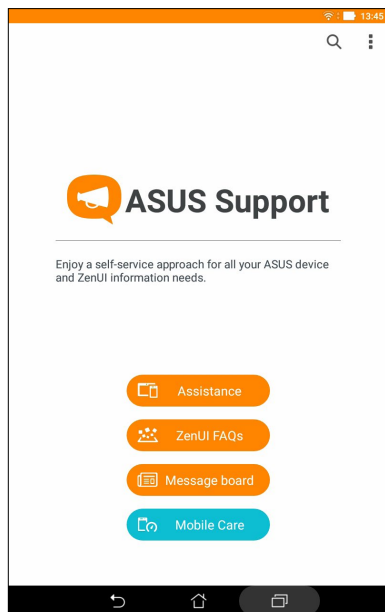 13:45
ASUS Support
Enjoy a self-service approach for all your ASUS device
and ZenUI information needs.
Assistance
ZenUI FAQs
Message board
Mobile Care